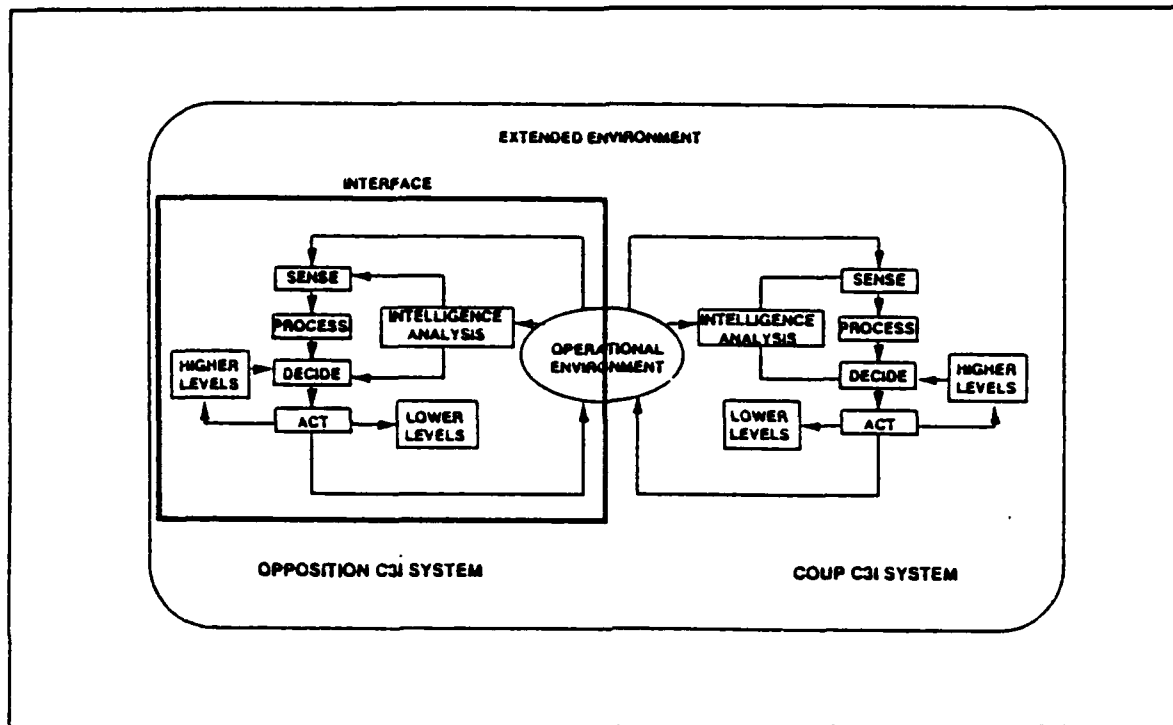 EXTENDED ENVIRONMENT
INTERFACE
SENSE
PROCESS
DECIDE
ACT
HIGHER
LEVELS
LOWER
LEVELS
INTELLIGENCE
ANALYSIS
OPERATIONAL
ENVIRONMENT
INTELLIGENCE
ANALYSIS
SENSE
PROCESS
DECIDE
ACT
HIGHER
LEVELS
LOWER
LEVELS
OPPOSITION C3I SYSTEM
COUP C3I SYSTEM